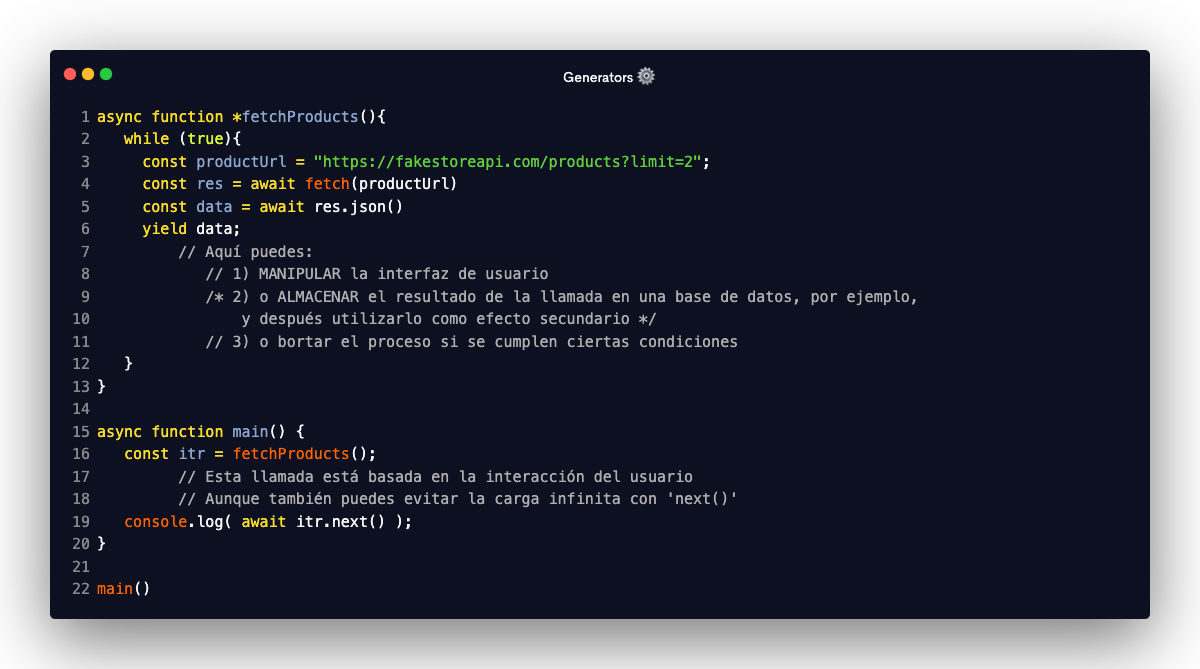 Generators ⚙️
1 async function *fetchProducts(){
2    while (true){
3      const productUrl = "https://fakestoreapi.com/products?limit=2";
4      const res = await fetch(productUrl)
5      const data = await res.json()
6      yield data;
7          // Aquí puedes:
8             // 1) MANIPULAR la interfaz de usuario
9             /* 2) o ALMACENAR el resultado de la llamada en una base de datos, por ejemplo,
10                 y después utilizarlo como efecto secundario */
11             // 3) o bortar el proceso si se cumplen ciertas condiciones
12    }
13 }
14
15 async function main() {
16    const itr = fetchProducts();
17          // Esta llamada está basada en la interacción del usuario
18          // Aunque también puedes evitar la carga infinita con 'next()'
19    console.log( await itr.next() );
20 }
21
22 main()